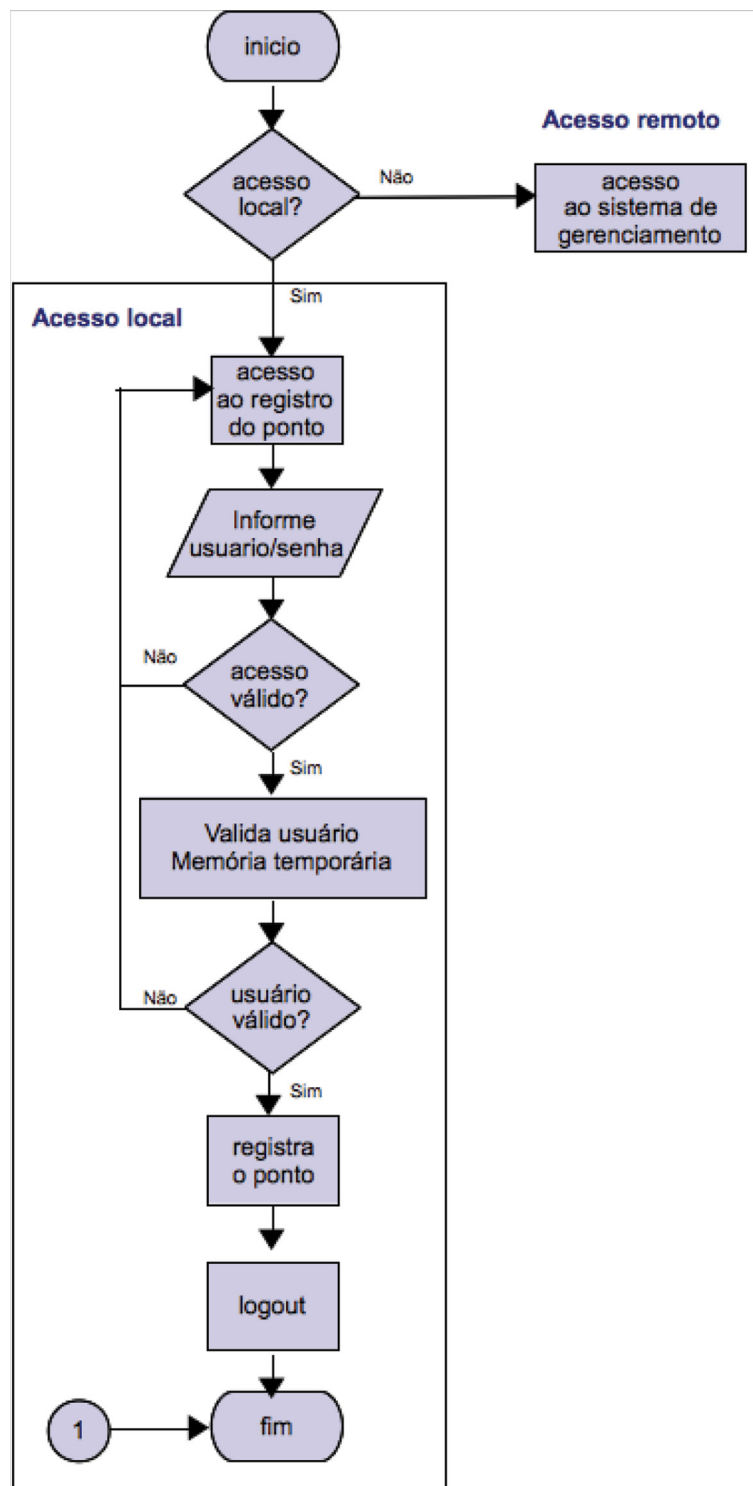 inicio
Acesso remoto
acesso
local?
Não
acesso
ao sistema de
gerenciamento
Sim
Acesso local
acesso
ao registro
do ponto
Informe
usuario/senha
Não
acesso
válido?
Sim
Valida usuário
Memória temporária
Não
usuário
válido?
Sim
registra
o ponto
logout
1
fim